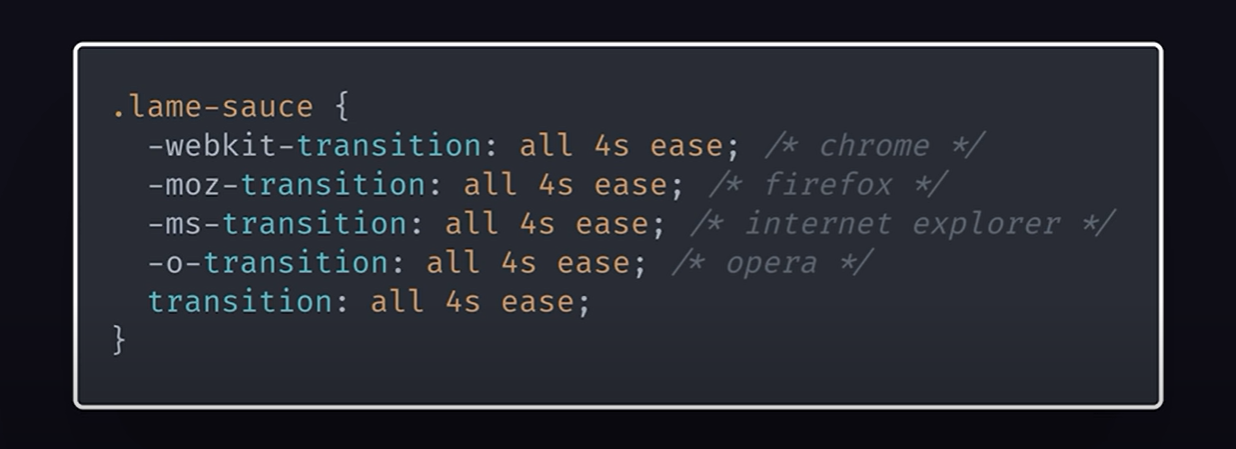 .lame-sauce {
-webkit-transition: all 4s ease; /* chrome */
-moz-transition: all 4s ease; /* firefox */
-ms-transition: all 4s ease; /* internet explorer */
-o-transition: all 4s ease; /* opera */
transition: all 4s ease;
}